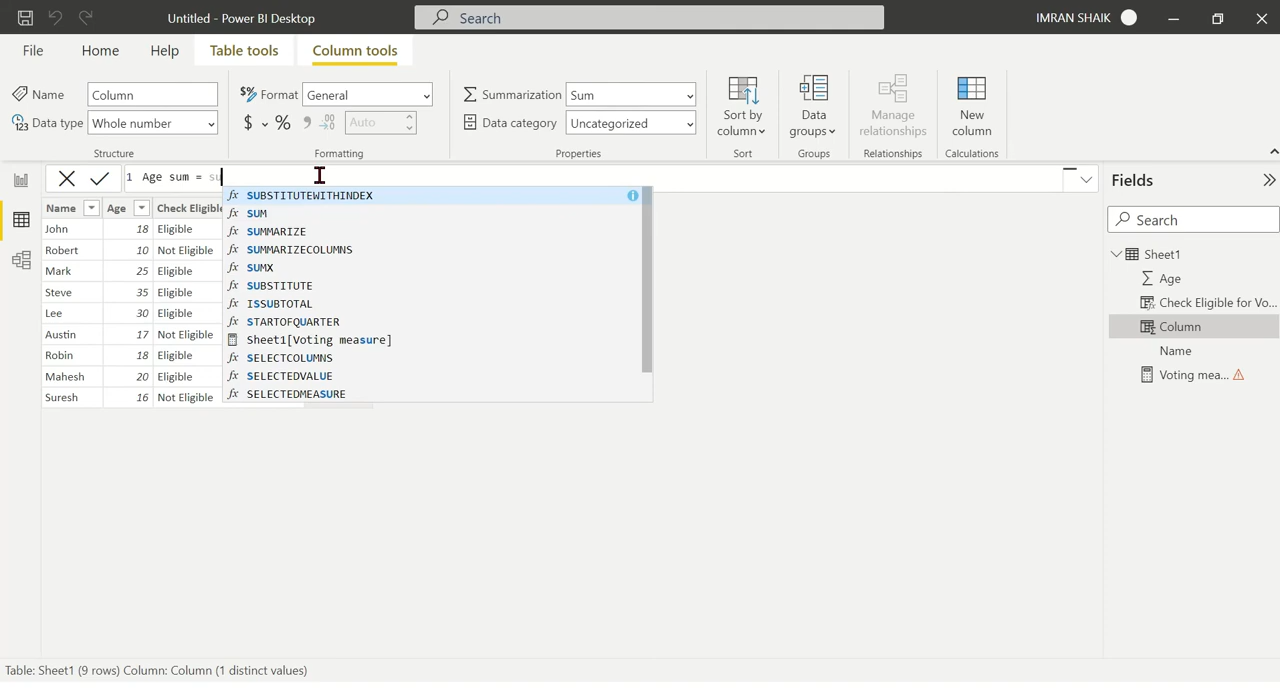 Untitled - Power BI Desktop
Search
IMRAN SHAIK
File
Home
Help
Table tools
Column tools
Name
Column
Format
General
Summarization
Sum
Data type
Whole number
$ % 9 Auto
Data category
Uncategorized
Sort by column
Data groups
Manage relationships
New column
Structure
Formatting
Properties
Sort
Groups
Relationships
Calculations
1 Age sum = su
SUBSTITUTEWITHINDEX
SUM
SUMMARIZE
SUMMARIZECOLUMNS
SUMX
SUBSTITUTE
ISSUBTOTAL
STARTOFQUARTER
Sheet1[Voting measure]
SELECTCOLUMNS
SELECTEDVALUE
SELECTEDMEASURE
Name Age Check Eligible
John 18 Eligible
Robert 10 Not Eligible
Mark 25 Eligible
Steve 35 Eligible
Lee 30 Eligible
Austin 17 Not Eligible
Robin 18 Eligible
Mahesh 20 Eligible
Suresh 16 Not Eligible
Fields
Search
Sheet1
Age
Check Eligible for Vo...
Column
Name
Voting mea...
Table: Sheet1 (9 rows) Column: Column (1 distinct values)